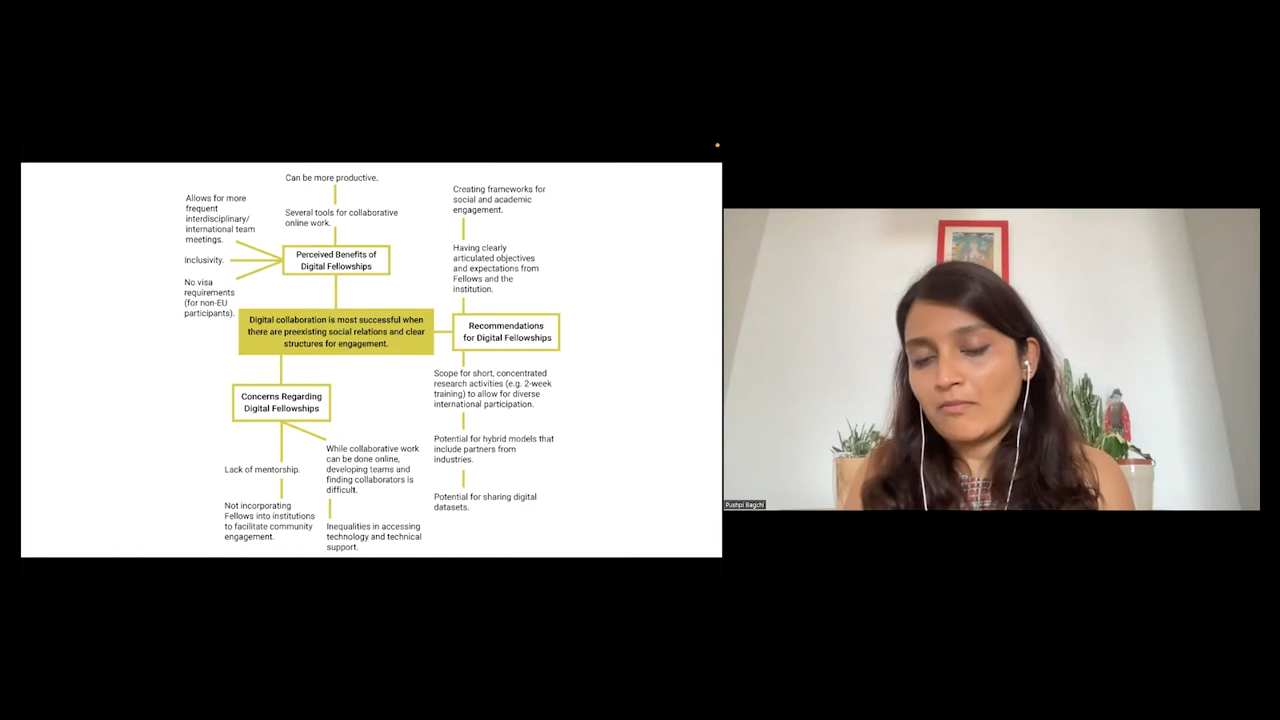 Can be more productive.
Several tools for collaborative
online work.
Allows for more
frequent
interdisciplinary/
international team
meetings.
Inclusivity.
No visa
requirements
(for non-EU
participants).
Perceived Benefits of
Digital Fellowships
Digital collaboration is most successful when
there are preexisting social relations and clear
structures for engagement.
Creating frameworks for
social and academic
engagement.
Having clearly
articulated objectives
and expectations from
Fellows and the
institution.
Recommendations
for Digital Fellowships
Scope for short, concentrated
research activities (e.g. 2-week
training) to allow for diverse
international participation.
Potential for hybrid models that
include partners from
industries.
Potential for sharing digital
datasets.
Concerns Regarding
Digital Fellowships
Lack of mentorship.
Not incorporating
Fellows into institutions
to facilitate community
engagement.
While collaborative work
can be done online,
developing teams and
finding collaborators is
difficult.
Inequalities in accessing
technology and technical
support.
Pushpi Bagchi